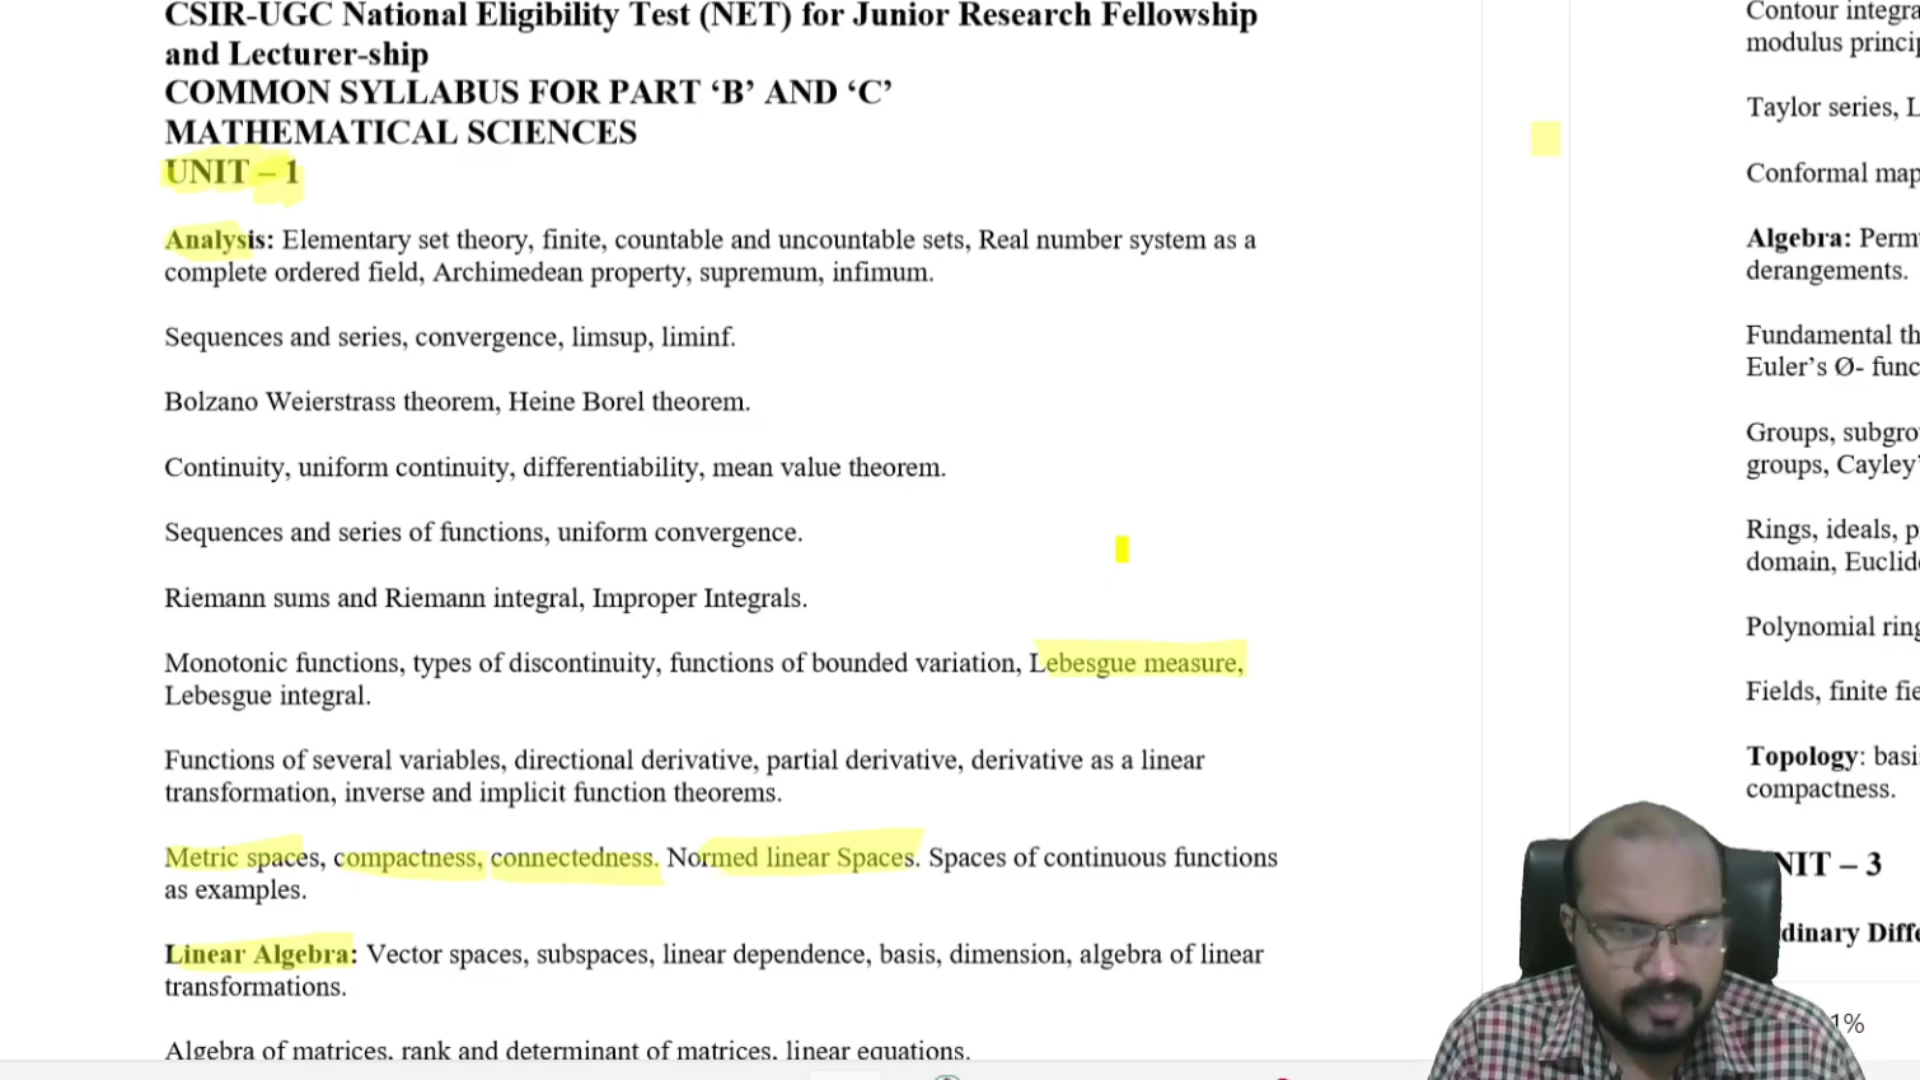 CSIR-UGC National Eligibility Test (NET) for Junior Research Fellowship
and Lecturer-ship
COMMON SYLLABUS FOR PART ‘B’ AND ‘C’
MATHEMATICAL SCIENCES
UNIT – 1
Analysis: Elementary set theory, finite, countable and uncountable sets, Real number system as a
complete ordered field, Archimedean property, supremum, infimum.
Sequences and series, convergence, limsup, liminf.
Bolzano Weierstrass theorem, Heine Borel theorem.
Continuity, uniform continuity, differentiability, mean value theorem.
Sequences and series of functions, uniform convergence.
Riemann sums and Riemann integral, Improper Integrals.
Monotonic functions, types of discontinuity, functions of bounded variation, Lebesgue measure,
Lebesgue integral.
Functions of several variables, directional derivative, partial derivative, derivative as a linear
transformation, inverse and implicit function theorems.
Metric spaces, compactness, connectedness. Normed linear Spaces. Spaces of continuous functions
as examples.
Linear Algebra: Vector spaces, subspaces, linear dependence, basis, dimension, algebra of linear
transformations.
Algebra of matrices, rank and determinant of matrices, linear equations.
Contour integra
modulus princip
Taylor series, L
Conformal map
Algebra: Perm
derangements.
Fundamental th
Euler’s Ø- func
Groups, subgro
groups, Cayley’
Rings, ideals, p
domain, Euclid
Polynomial ring
Fields, finite fie
Topology: basi
compactness.
NIT – 3
dinary Diffe
1%